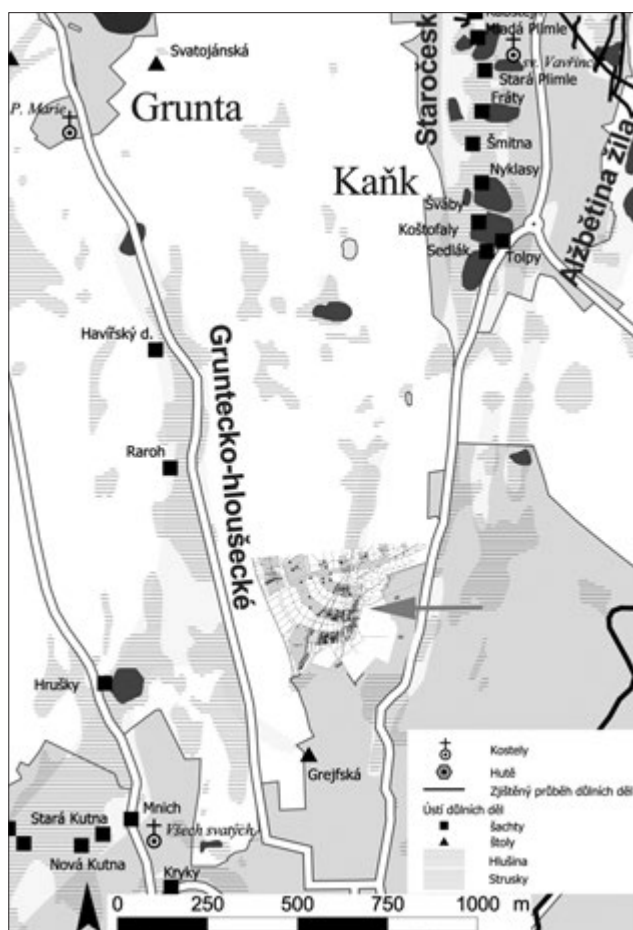 Mladá Plimle
Svatojánská
sv. Vavřinc
Stará Plimle
Staročesk
P. Marie
Grunta
Fráty
Šmitna
Kaňk
Nyklasy
Alžbětina žíla
Šváby
Koštofaly
Sedlák
Tolpy
Havířský d.
Gruntecko-hloušecké
Raroh
Hrušky
Grejfská
Mnich
Stará Kutna
Všech svatých
Nová Kutna
Kryky
Kostely
Hutě
Zjištěný průběh důlních děl
Ústí důlních děl
šachty
štoly
Hlušina
Strusky
0 250 500 750 1000 m